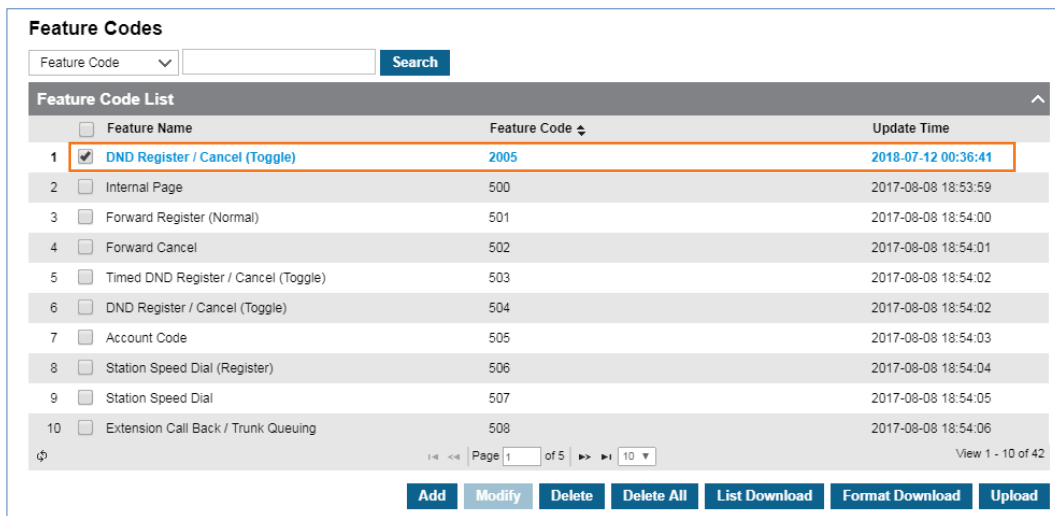 Feature Codes
Feature Code Search
Feature Code List
Feature Name Feature Code Update Time
1 DND Register / Cancel (Toggle) 2005 2018-07-12 00:36:41
2 Internal Page 500 2017-08-08 18:53:59
3 Forward Register (Normal) 501 2017-08-08 18:54:00
4 Forward Cancel 502 2017-08-08 18:54:01
5 Timed DND Register / Cancel (Toggle) 503 2017-08-08 18:54:02
6 DND Register / Cancel (Toggle) 504 2017-08-08 18:54:02
7 Account Code 505 2017-08-08 18:54:03
8 Station Speed Dial (Register) 506 2017-08-08 18:54:04
9 Station Speed Dial 507 2017-08-08 18:54:05
10 Extension Call Back / Trunk Queuing 508 2017-08-08 18:54:06
Page 1 of 5 10 View 1 - 10 of 42
Add Modify Delete Delete All List Download Format Download Upload